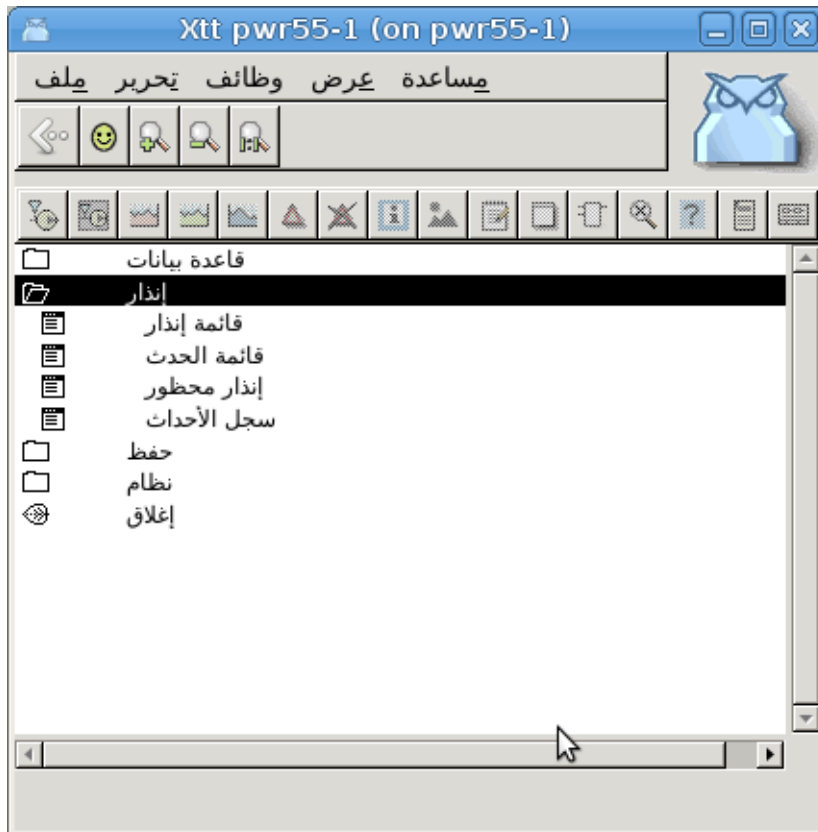 Xtt pwr55-1 (on pwr55-1)
ملف تحرير وظائف عرض مساعدة
قاعدة بيانات
إنذار
قائمة إنذار
قائمة الحدث
إنذار محظور
سجل الأحداث
حفظ
نظام
إغلاق